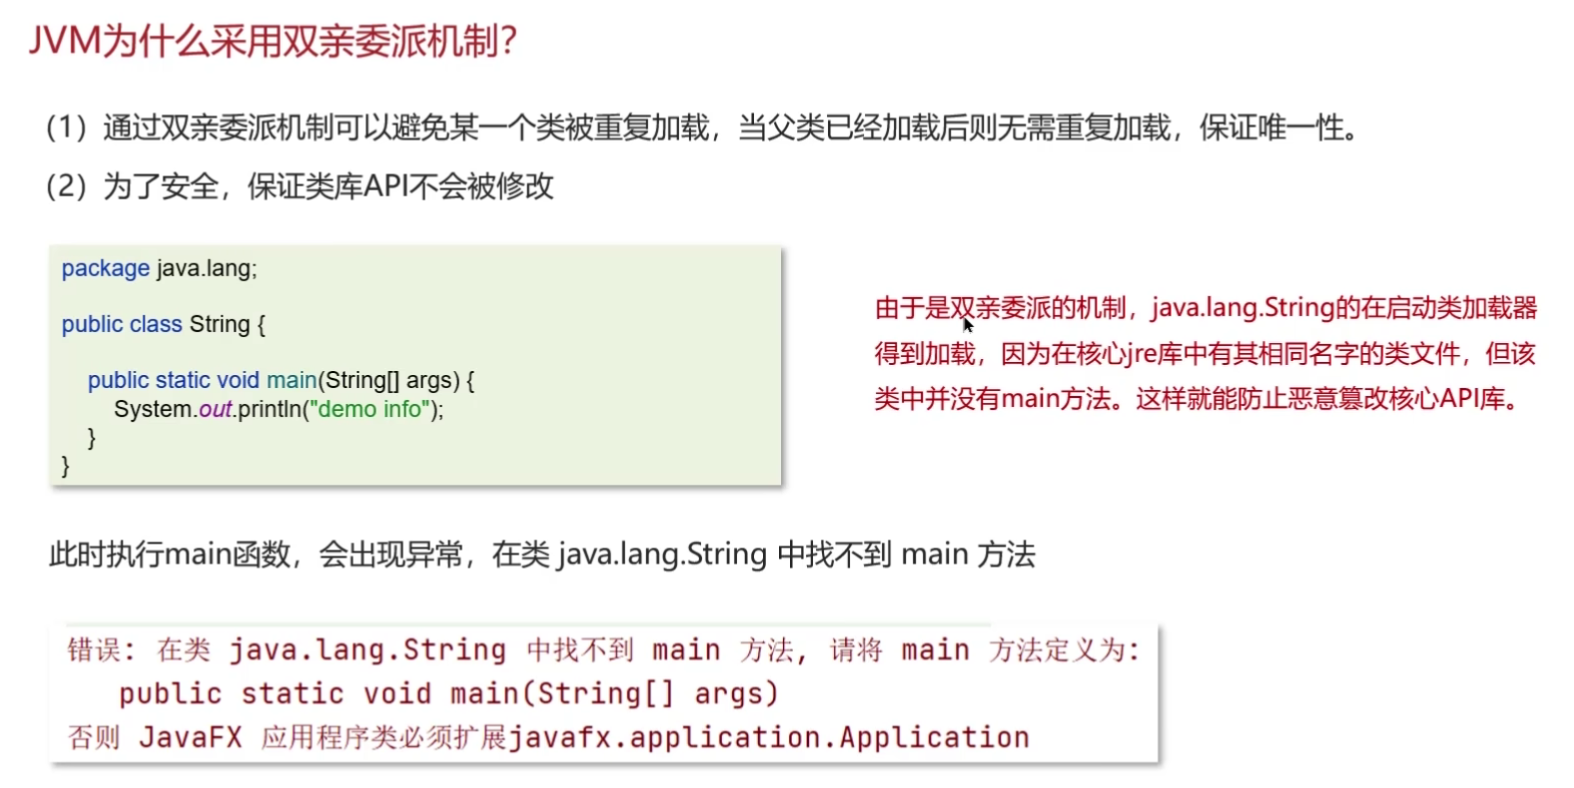 JVM为什么采用双亲委派机制？
（1）通过双亲委派机制可以避免某一个类被重复加载，当父类已经加载后则无需重复加载，保证唯一性。
（2）为了安全，保证类库API不会被修改
package java.lang;
public class String {
public static void main(String[] args) {
System.out.println("demo info");
}
}
由于是双亲委派的机制，java.lang.String的在启动类加载器
得到加载，因为在核心jre库中有其相同名字的类文件，但该
类中并没有main方法。这样就能防止恶意篡改核心API库。
此时执行main函数，会出现异常，在类 java.lang.String 中找不到 main 方法
错误: 在类 java.lang.String 中找不到 main 方法, 请将 main 方法定义为:
public static void main(String[] args)
否则 JavaFX 应用程序类必须扩展javafx.application.Application